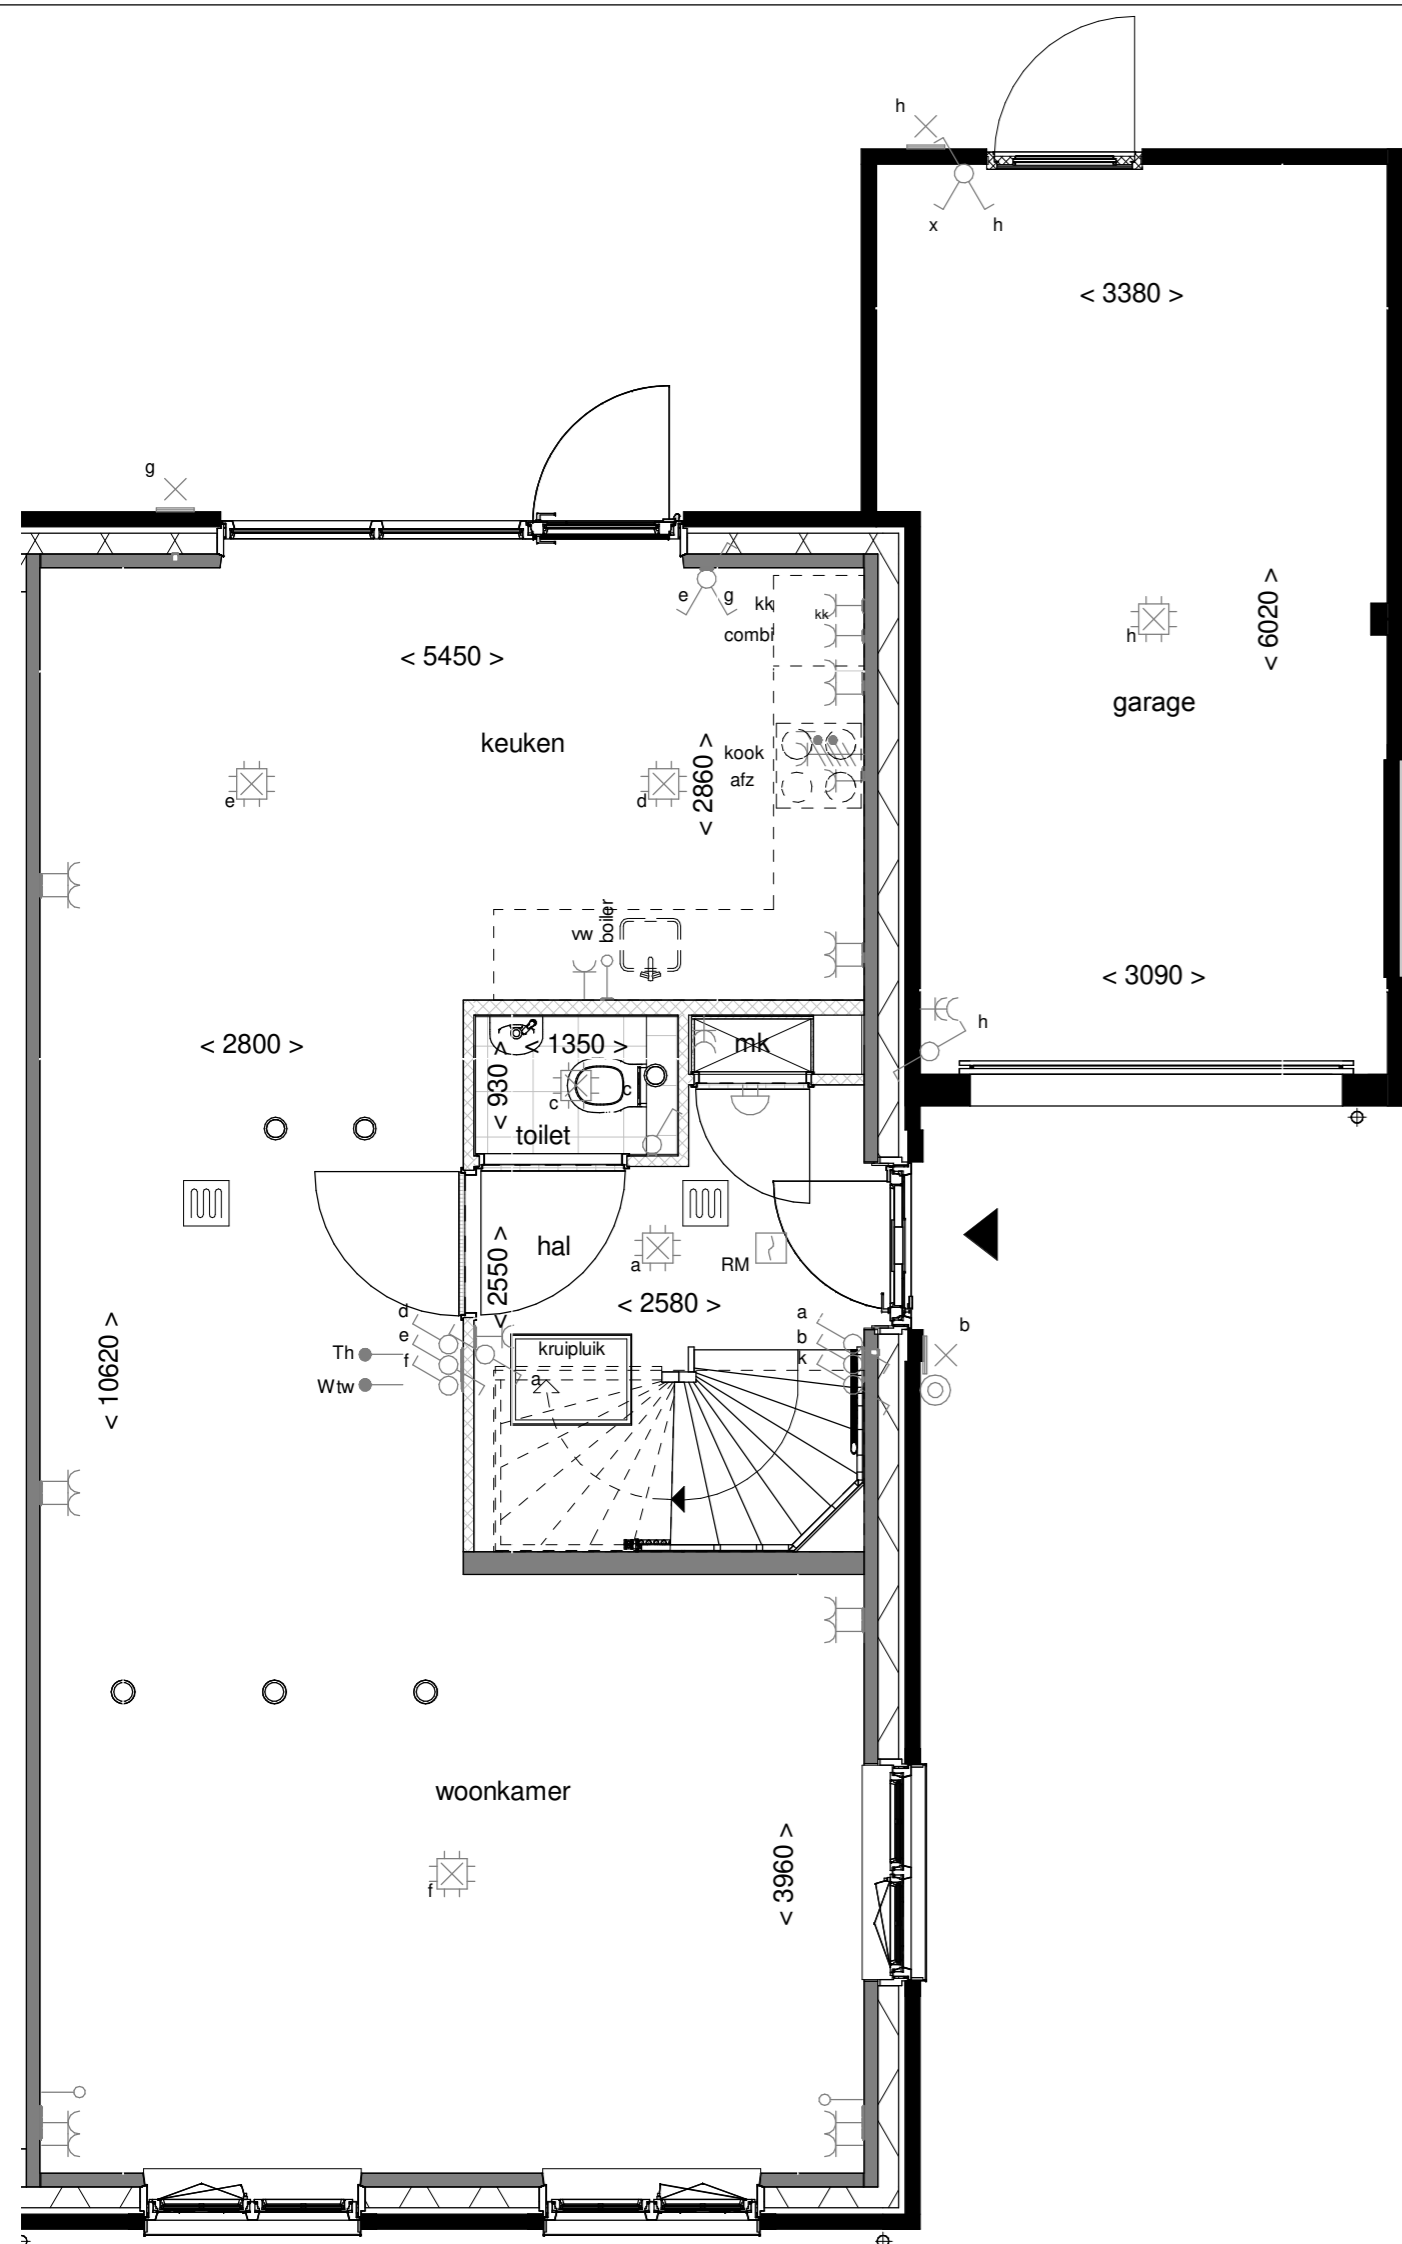 h
x h
< 3380 >
g
e g
kk
kk
combi
< 5450 >
h
< 6020 >
garage
keuken
kook
afz
< 2860 >
e
d
vw
boiler
< 3090 >
h
< 2800 >
< 930 >
< 1350 >
mk
c
c
toilet
hal
< 2550 >
a
RM
< 2580 >
d
e
f
Th
Wtw
a
b
k
b
kruipluik
a
< 10620 >
woonkamer
f
< 3960 >